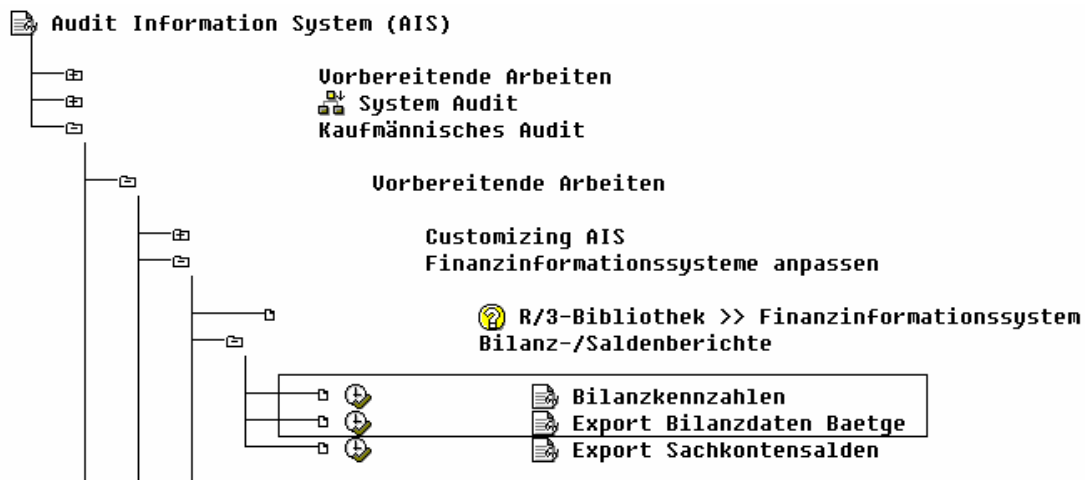 Audit Information System (AIS)
Vorbereitende Arbeiten
System Audit
Kaufmännisches Audit
Vorbereitende Arbeiten
Customizing AIS
Finanzinformationssysteme anpassen
R/3-Bibliothek >> Finanzinformationssystem
Bilanz-/Saldenberichte
Bilanzkennzahlen
Export Bilanzdaten Baetge
Export Sachkontensalden